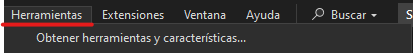 Herramientas Extensiones Ventana Ayuda Buscar S
Obtener herramientas y características...